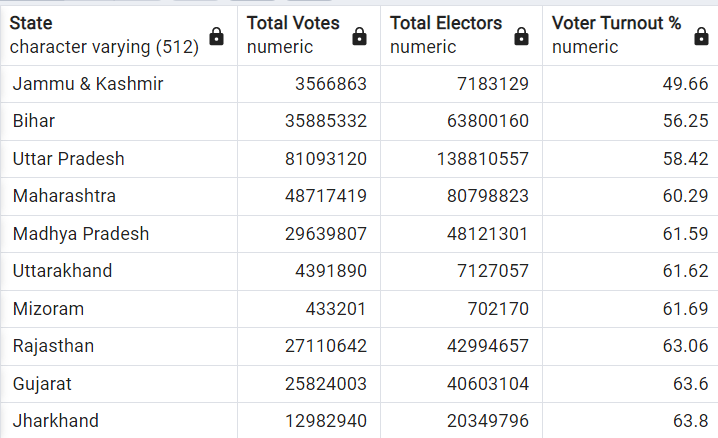 State Total Votes Total Electors Voter Turnout %
character varying (512) numeric numeric numeric
Jammu & Kashmir 3566863 7183129 49.66
Bihar 35885332 63800160 56.25
Uttar Pradesh 81093120 138810557 58.42
Maharashtra 48717419 80798823 60.29
Madhya Pradesh 29639807 48121301 61.59
Uttarakhand 4391890 7127057 61.62
Mizoram 433201 702170 61.69
Rajasthan 27110642 42994657 63.06
Gujarat 25824003 40603104 63.6
Jharkhand 12982940 20349796 63.8